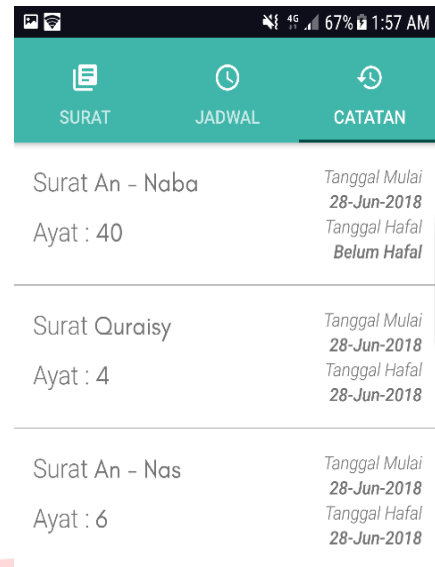 4G 67% 1:57 AM
SURAT JADWAL CATATAN
Surat An - Naba
Ayat : 40
Tanggal Mulai
28-Jun-2018
Tanggal Hafal
Belum Hafal
Surat Quraisy
Ayat : 4
Tanggal Mulai
28-Jun-2018
Tanggal Hafal
28-Jun-2018
Surat An - Nas
Ayat : 6
Tanggal Mulai
28-Jun-2018
Tanggal Hafal
28-Jun-2018